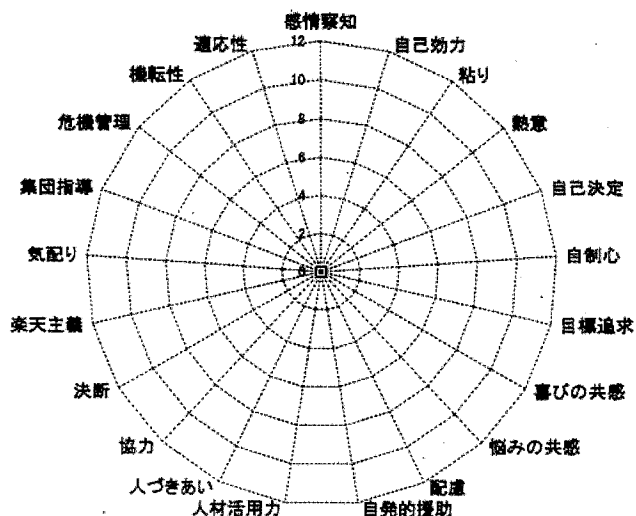 感情察知
自己効力
粘り
熱意
自己決定
自制心
目標追求
喜びの共感
悩みの共感
配慮
自発的援助
人材活用力
人づきあい
協力
決断
楽天主義
気配り
集団指導
危機管理
機転性
適応性
12
10
8
6
4
2
0